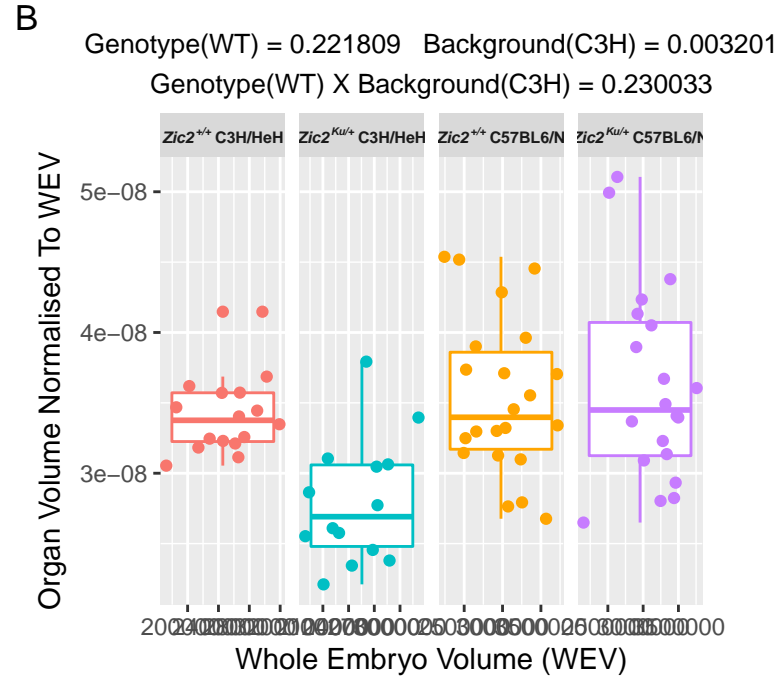 B
Genotype(WT) = 0.221809 Background(C3H) = 0.003201
Genotype(WT) X Background(C3H) = 0.230033
Zic2+/+ C3H/HeH
Zic2Ku/+ C3H/HeH
Zic2+/+ C57BL6/N
Zic2Ku/+ C57BL6/N
Organ Volume Normalised To WEV
5e−08
4e−08
3e−08
Whole Embryo Volume (WEV)